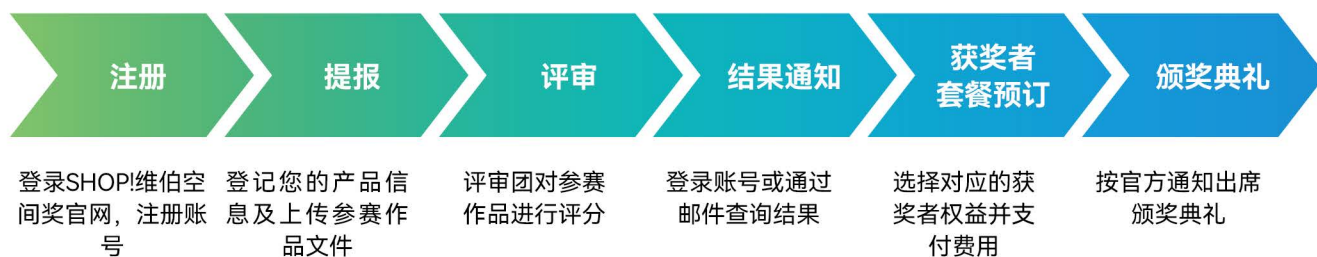 注册
提报
评审
结果通知
获奖者
套餐预订
颁奖典礼
登录SHOP!维伯空
间奖官网，注册账
号
登记您的产品信
息及上传参赛作
品文件
评审团对参赛
作品进行评分
登录账号或通过
邮件查询结果
选择对应的获
奖者权益并支
付费用
按官方通知出席
颁奖典礼